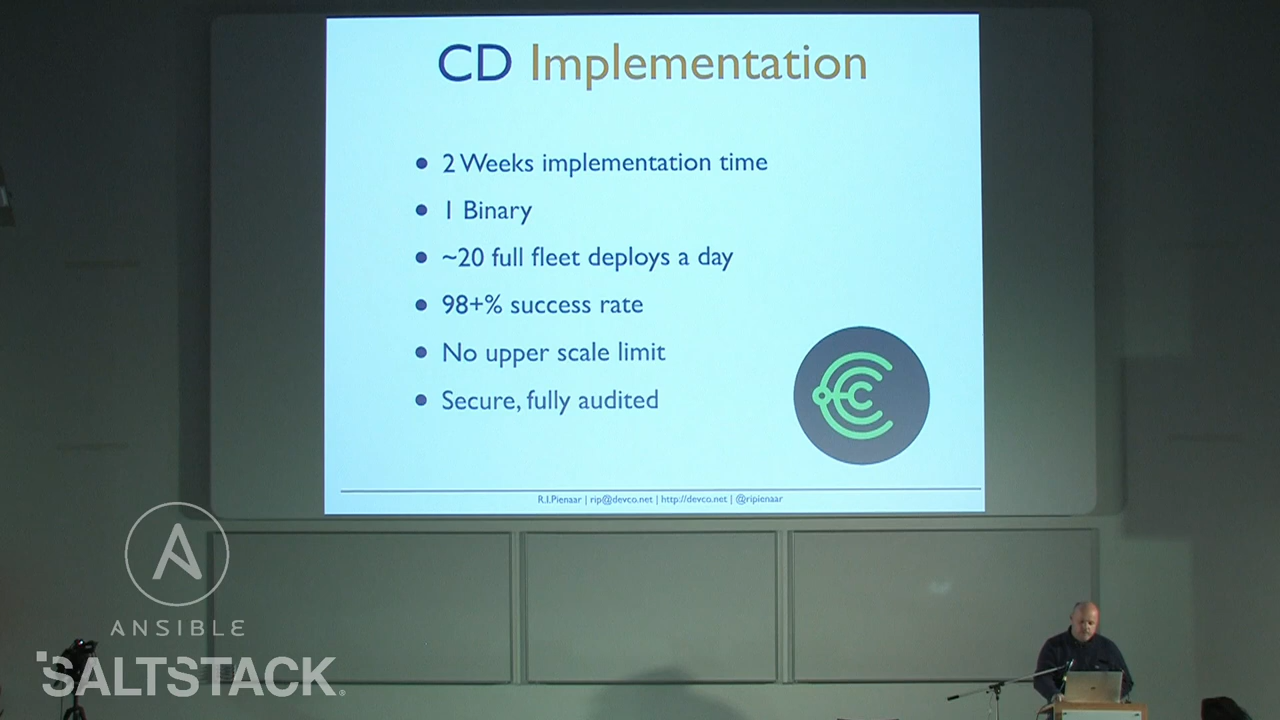 CD Implementation
2 Weeks implementation time
1 Binary
~20 full fleet deploys a day
98+% success rate
No upper scale limit
Secure, fully audited
R.I.Pienaar | rip@devco.net | http://devco.net | @ripienaar
ANSIBLE
SALTSTACK